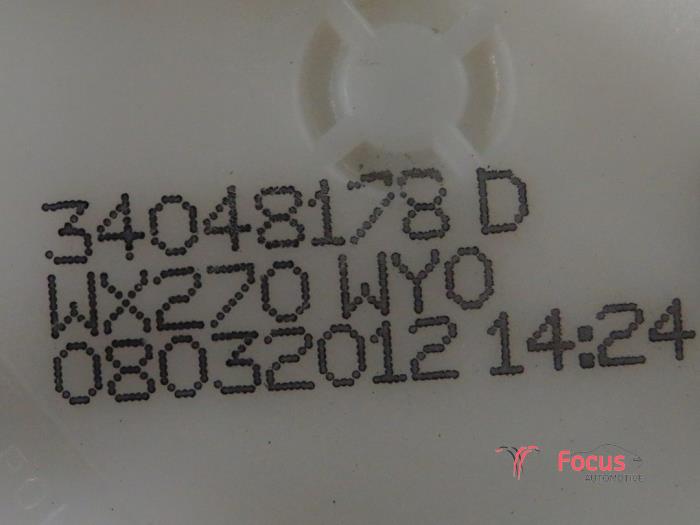 34048178 D
WX270 WY0
08032012 14:24
Focus
AUTOMOTIVE